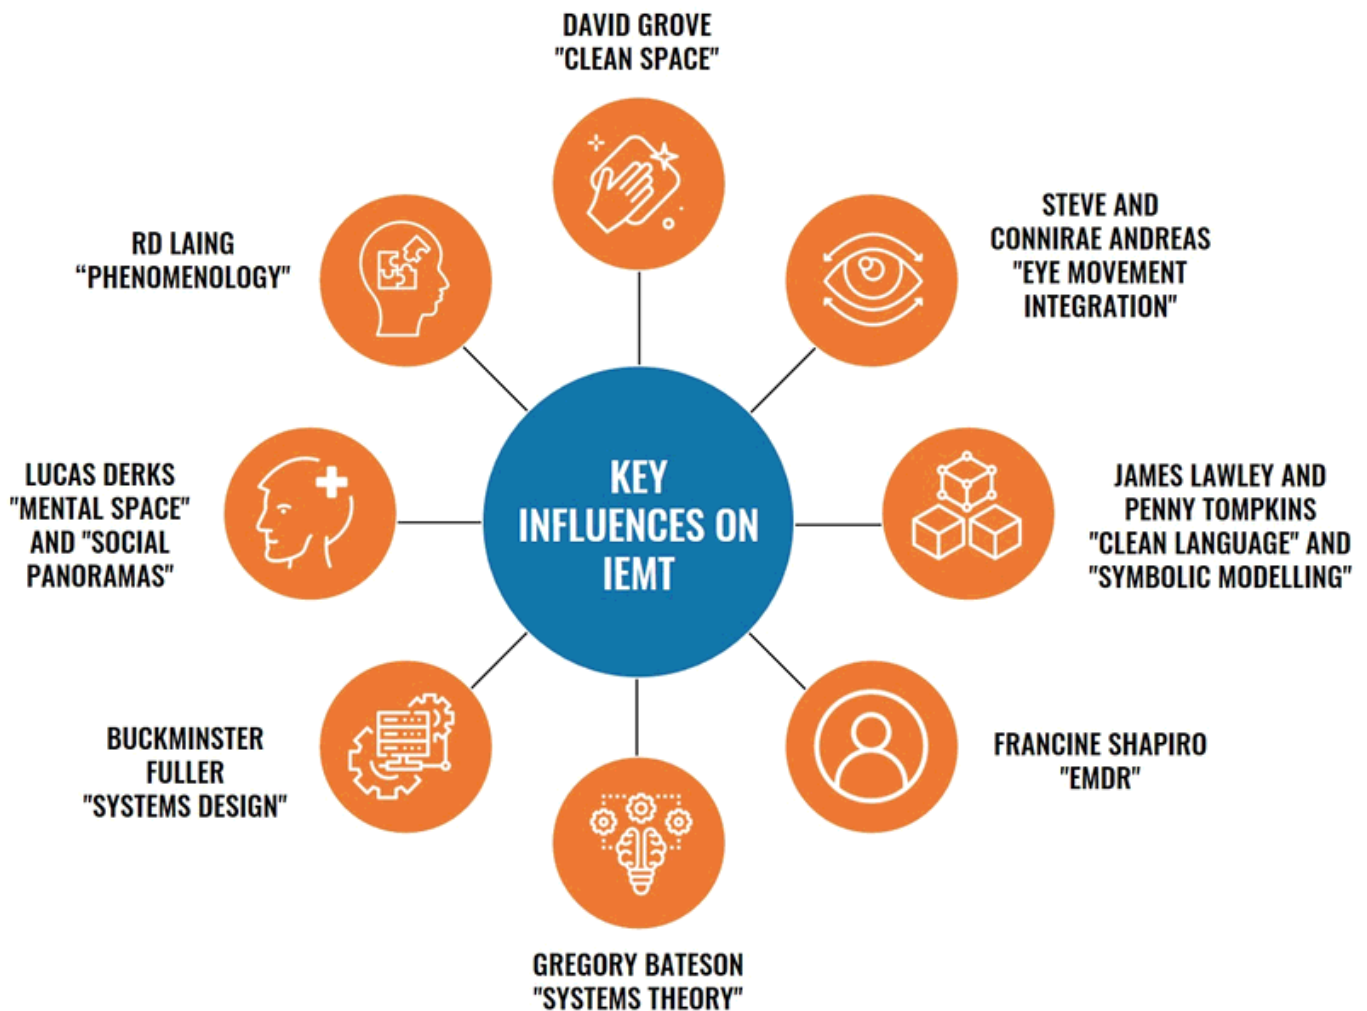 DAVID GROVE
"CLEAN SPACE"
STEVE AND
CONNIRAE ANDREAS
"EYE MOVEMENT
INTEGRATION"
RD LAING
“PHENOMENOLOGY"
KEY
INFLUENCES ON
IEMT
LUCAS DERKS
"MENTAL SPACE"
AND "SOCIAL
PANORAMAS"
JAMES LAWLEY AND
PENNY TOMPKINS
"CLEAN LANGUAGE" AND
"SYMBOLIC MODELLING"
BUCKMINSTER
FULLER
"SYSTEMS DESIGN"
FRANCINE SHAPIRO
"EMDR"
GREGORY BATESON
"SYSTEMS THEORY"